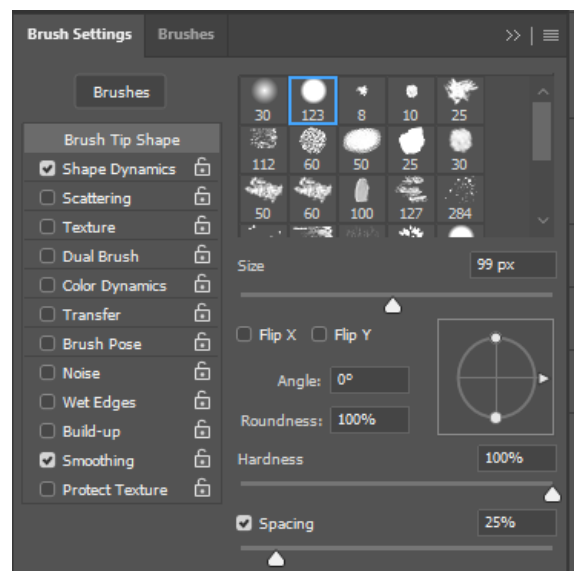 Brush Settings Brushes
Brushes
Brush Tip Shape
Shape Dynamics
Scattering
Texture
Dual Brush
Color Dynamics
Transfer
Brush Pose
Noise
Wet Edges
Build-up
Smoothing
Protect Texture
30 123 8 10 25
112 60 50 25 30
50 60 100 127 284
Size 99 px
Flip X Flip Y
Angle: 0º
Roundness: 100%
Hardness 100%
Spacing 25%